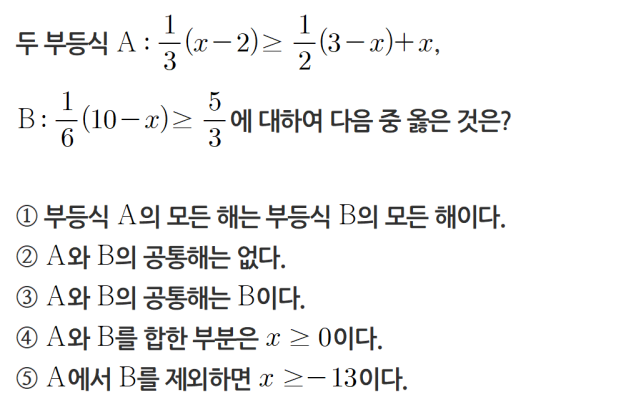 두 부등식 A : \frac{1}{3}(x-2) ≥ \frac{1}{2}(3-x)+x,
B : \frac{1}{6}(10-x) ≥ \frac{5}{3}에 대하여 다음 중 옳은 것은?
① 부등식 A의 모든 해는 부등식 B의 모든 해이다.
② A와 B의 공통해는 없다.
③ A와 B의 공통해는 B이다.
④ A와 B를 합한 부분은 x ≥ 0이다.
⑤ A에서 B를 제외하면 x ≥ -13이다.